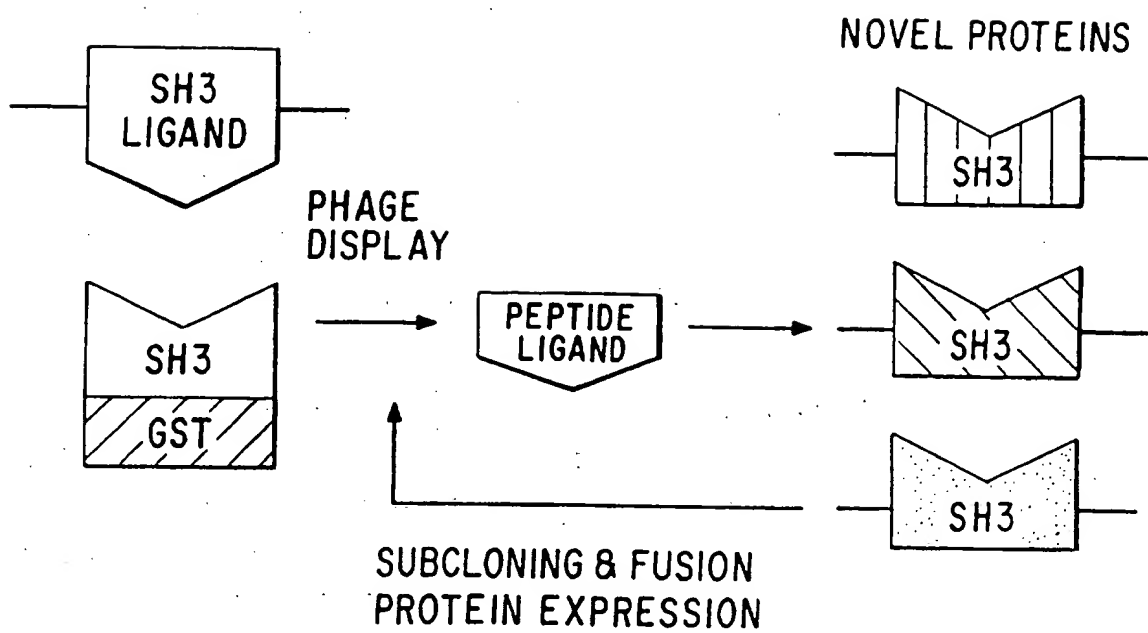 SH3
LIGAND
SH3
GST
PHAGE
DISPLAY
PEPTIDE
LIGAND
SUBCLONING & FUSION
PROTEIN EXPRESSION
NOVEL PROTEINS
SH3
SH3
SH3